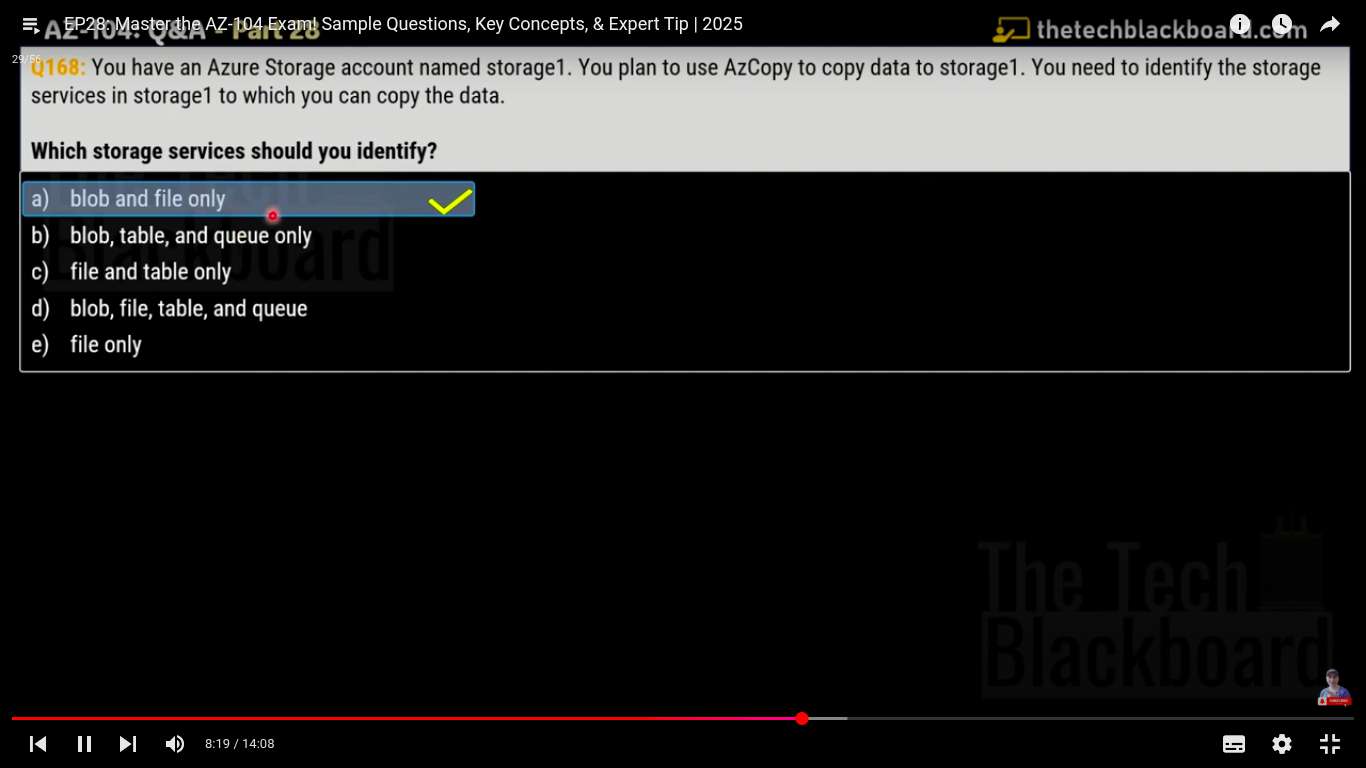 EP28: Master the AZ-104 Exam! Sample Questions, Key Concepts, & Expert Tip | 2025
AZ-104: Q&A - Part 28
thetechblackboard.com
29/56
Q168: You have an Azure Storage account named storage1. You plan to use AzCopy to copy data to storage1. You need to identify the storage
services in storage1 to which you can copy the data.
Which storage services should you identify?
a) blob and file only
b) blob, table, and queue only
c) file and table only
d) blob, file, table, and queue
e) file only
The Tech
Blackboard
The Tech
Blackboard
SUBSCRIBE
8:19 / 14:08